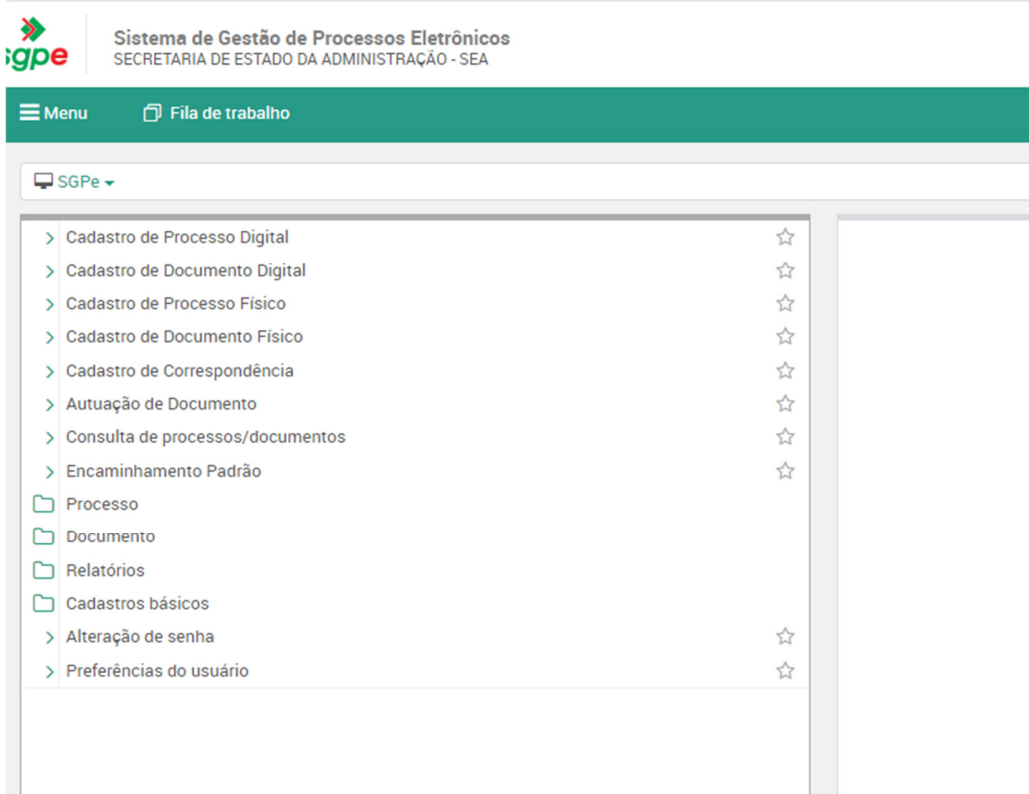 sgpe
Sistema de Gestão de Processos Eletrônicos
SECRETARIA DE ESTADO DA ADMINISTRAÇÃO - SEA
Menu Fila de trabalho
SGPe
Cadastro de Processo Digital
Cadastro de Documento Digital
Cadastro de Processo Físico
Cadastro de Documento Físico
Cadastro de Correspondência
Autuação de Documento
Consulta de processos/documentos
Encaminhamento Padrão
Processo
Documento
Relatórios
Cadastros básicos
Alteração de senha
Preferências do usuário